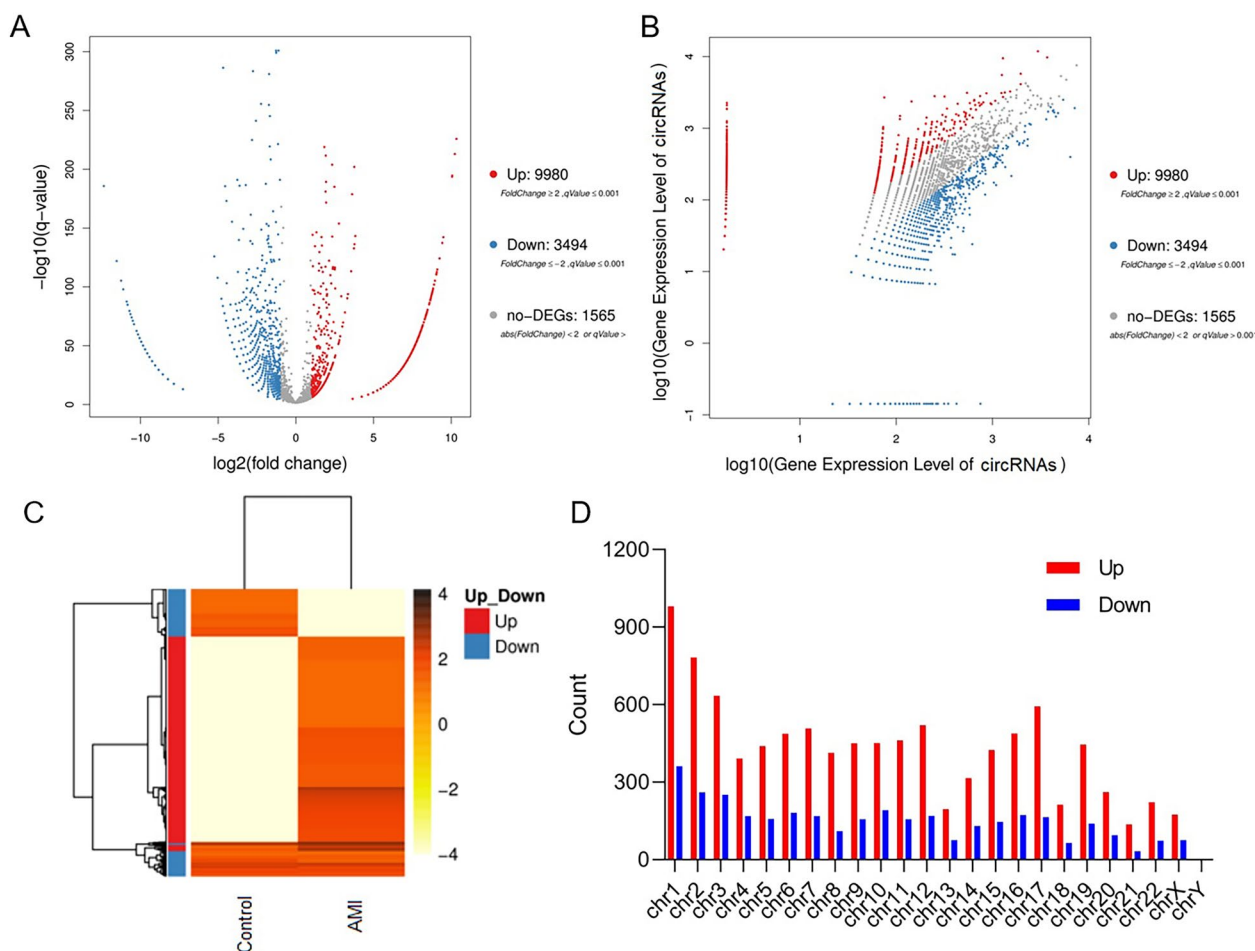 A
300
250
200
150
100
50
0
−log10(q−value)
−10
−5
0
5
10
log2(fold change)
Up: 9980
FoldChange ≥ 2 ,qValue ≤ 0.001
Down: 3494
FoldChange ≤ −2 ,qValue ≤ 0.001
no−DEGs: 1565
abs(FoldChange) < 2 or qValue >
B
4
3
2
1
0
−1
log10(Gene Expression Level of circRNAs)
1
2
3
4
log10(Gene Expression Level of circRNAs )
Up: 9980
FoldChange ≥ 2 ,qValue ≤ 0.001
Down: 3494
FoldChange ≤ −2 ,qValue ≤ 0.001
no−DEGs: 1565
abs(FoldChange) < 2 or qValue > 0.001
C
4
2
0
−2
−4
Up_Down
Up
Down
Control
AMI
D
1200
900
600
300
0
Count
Up
Down
chr1
chr2
chr3
chr4
chr5
chr6
chr7
chr8
chr9
chr10
chr11
chr12
chr13
chr14
chr15
chr16
chr17
chr18
chr19
chr20
chr21
chr22
chrX
chrY